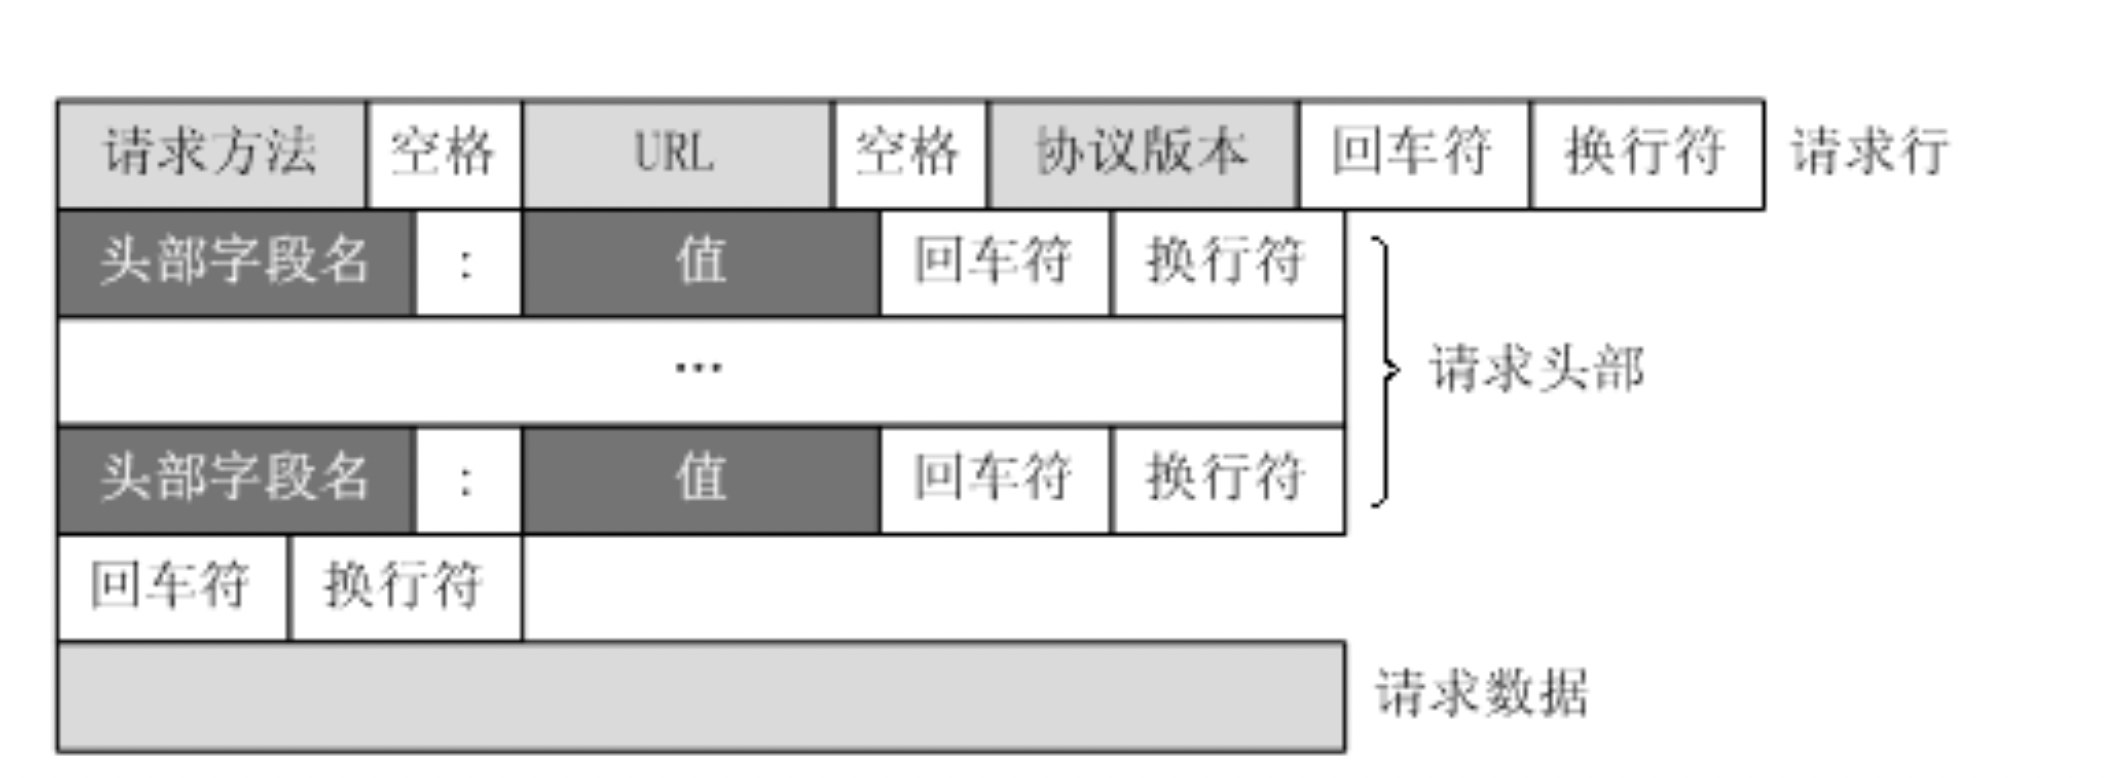 请求方法 空格 URL 空格 协议版本 回车符 换行符 请求行
头部字段名 : 值 回车符 换行符
...
请求头部
头部字段名 : 值 回车符 换行符
回车符 换行符
请求数据